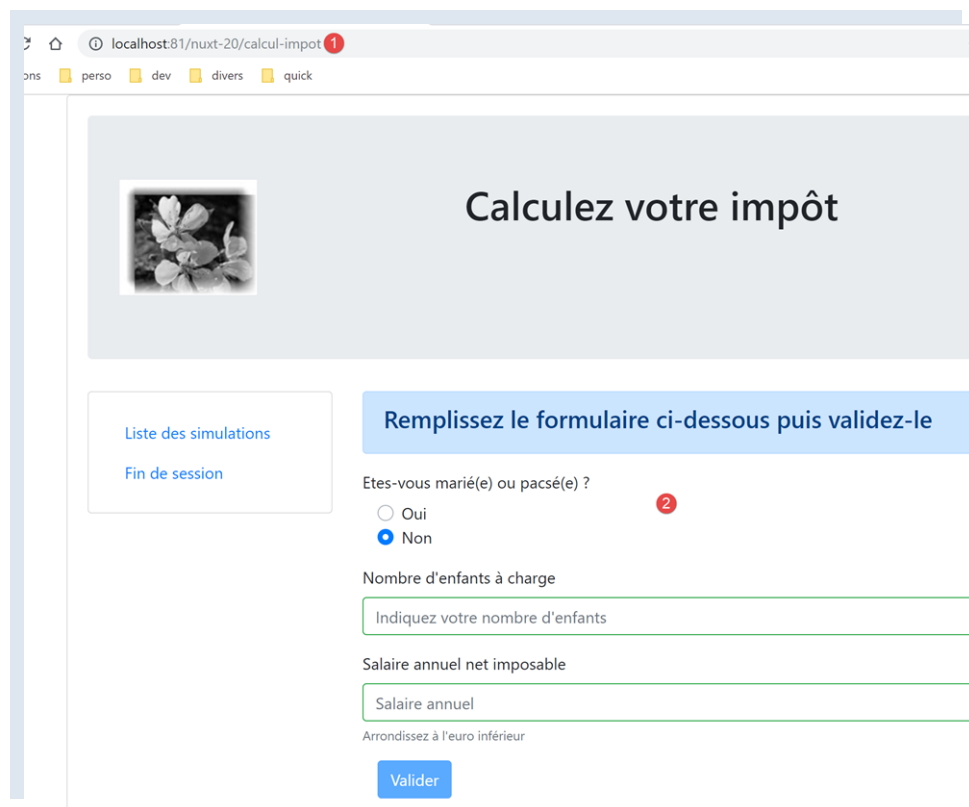 localhost:81/nuxt-20/calcul-impot 1
ons perso dev divers quick
Calculez votre impôt
Liste des simulations
Fin de session
Remplissez le formulaire ci-dessous puis validez-le
Etes-vous marié(e) ou pacsé(e) ?
2
Oui
Non
Nombre d'enfants à charge
Indiquez votre nombre d'enfants
Salaire annuel net imposable
Salaire annuel
Arrondissez à l'euro inférieur
Valider